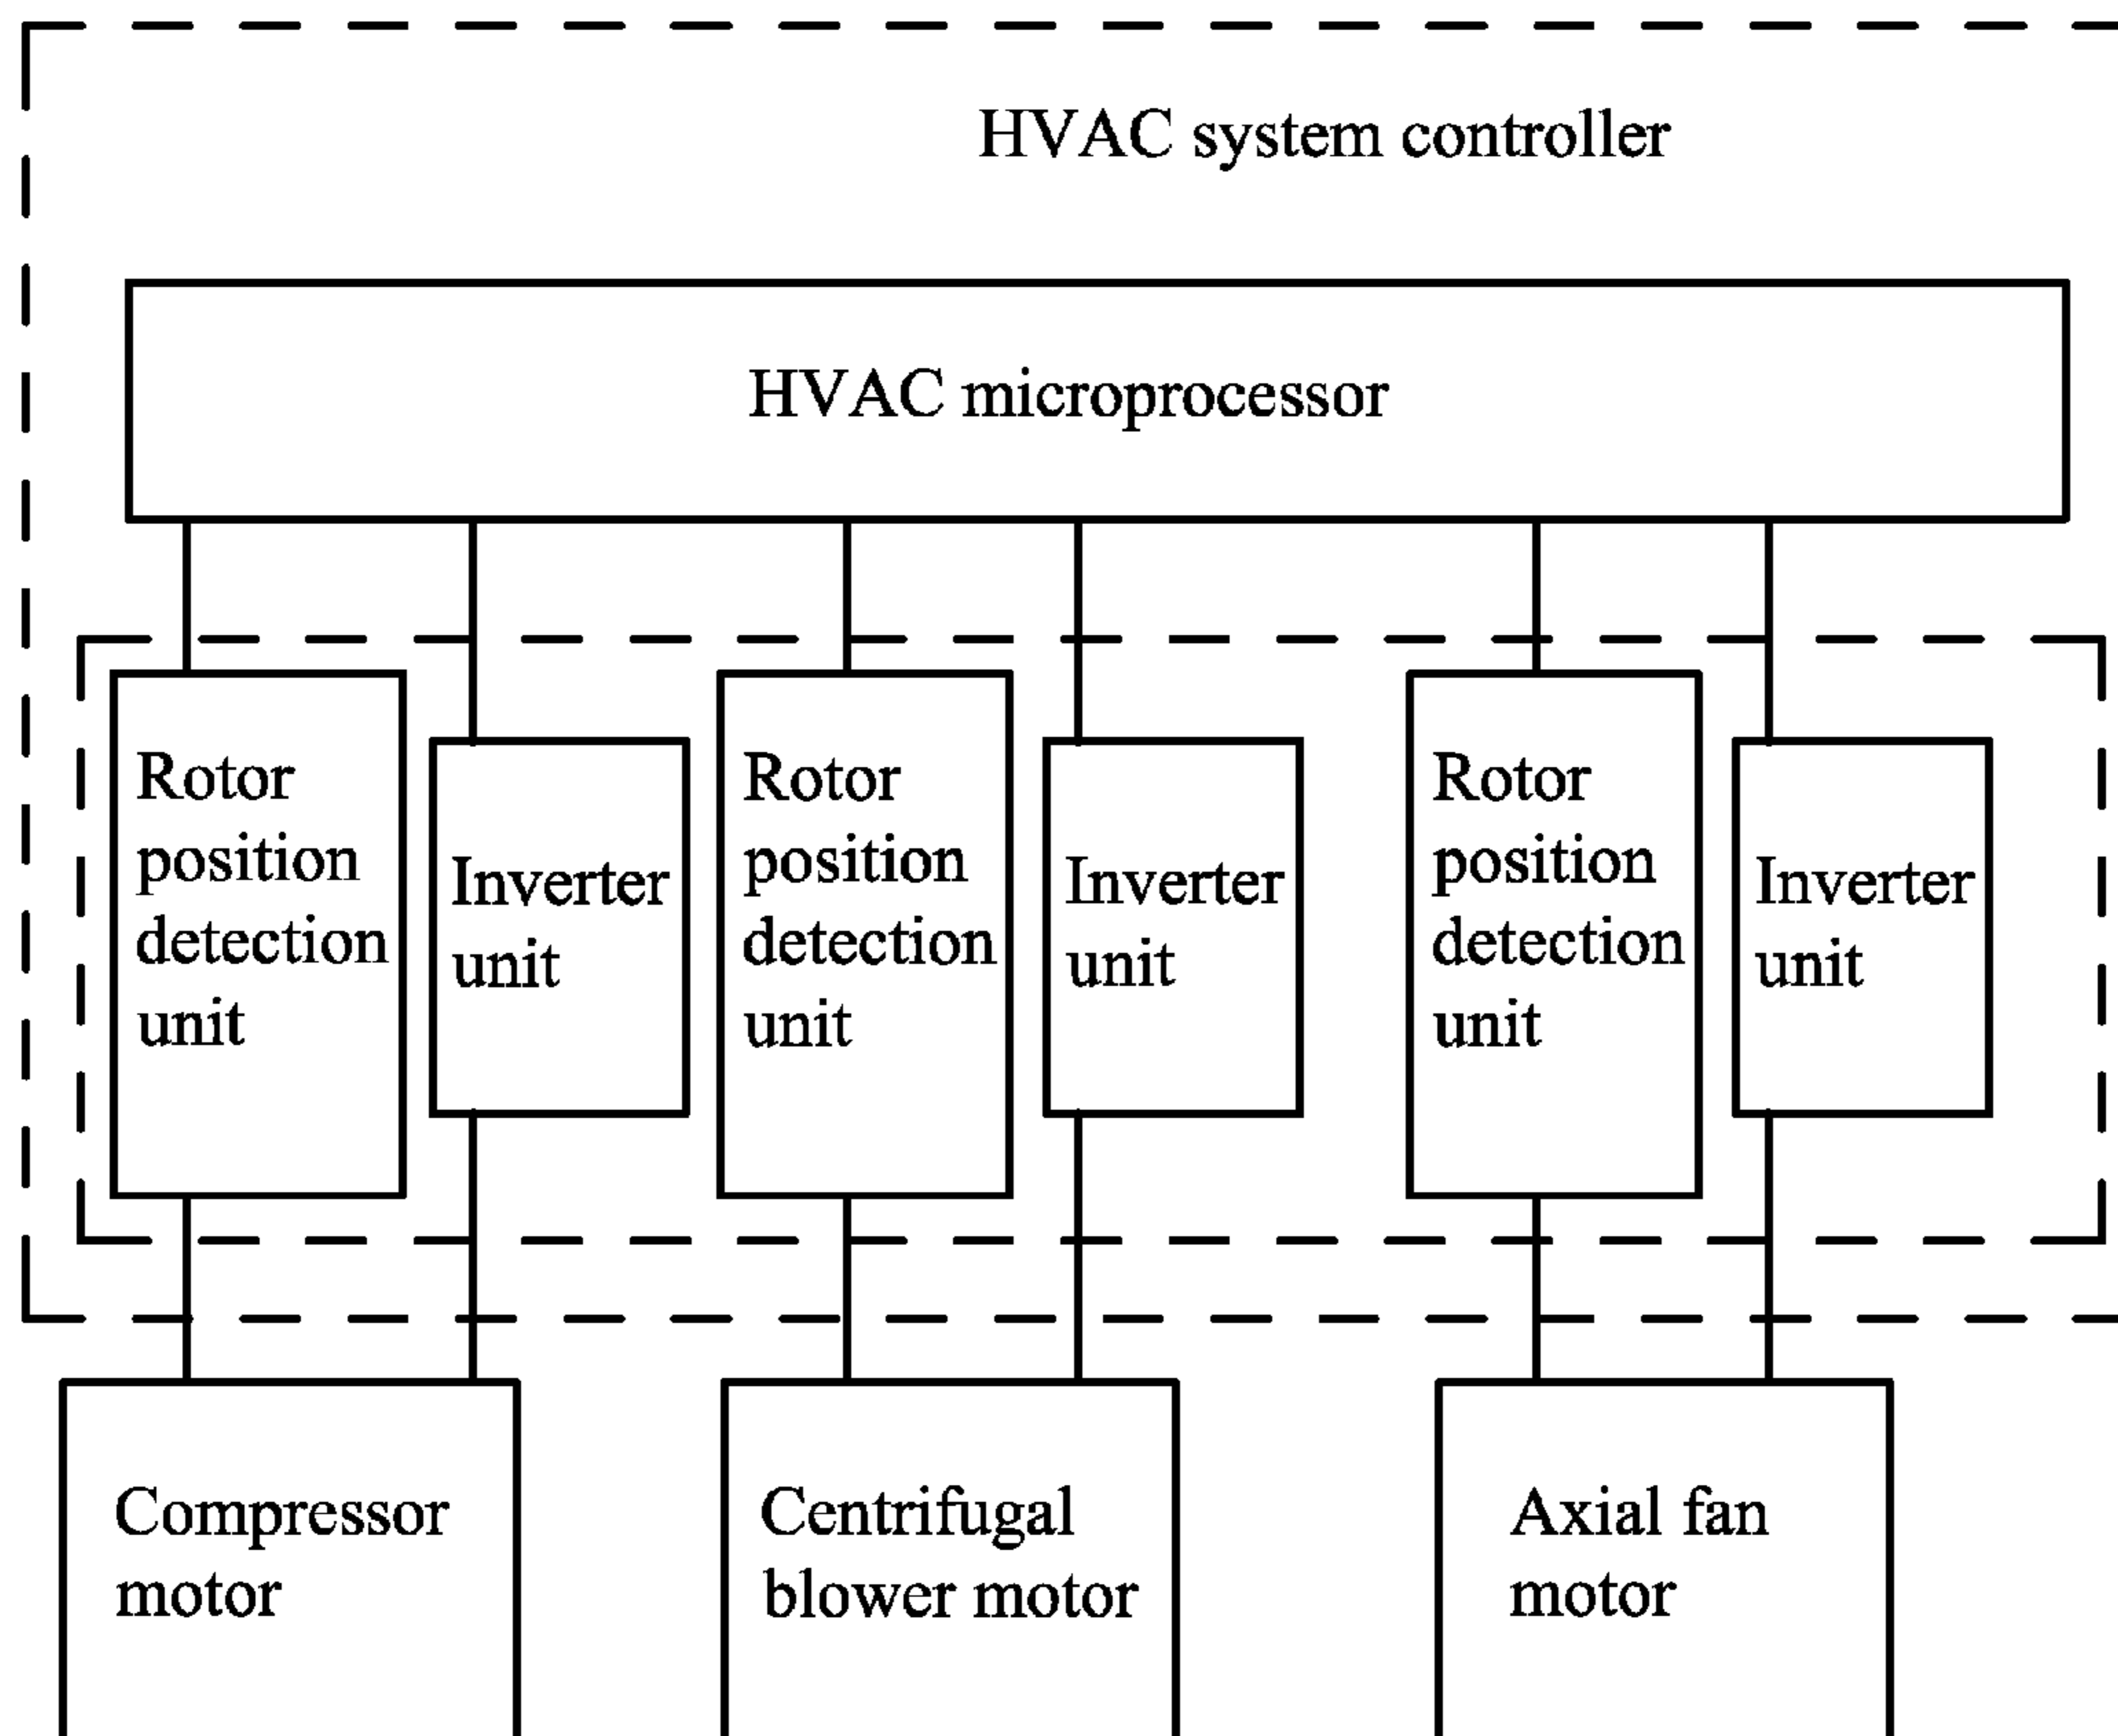 HVAC system controller
HVAC microprocessor
Rotor
position
detection
unit
Inverter
unit
Rotor
position
detection
unit
Inverter
unit
Rotor
position
detection
unit
Inverter
unit
Compressor
motor
Centrifugal
blower motor
Axial fan
motor